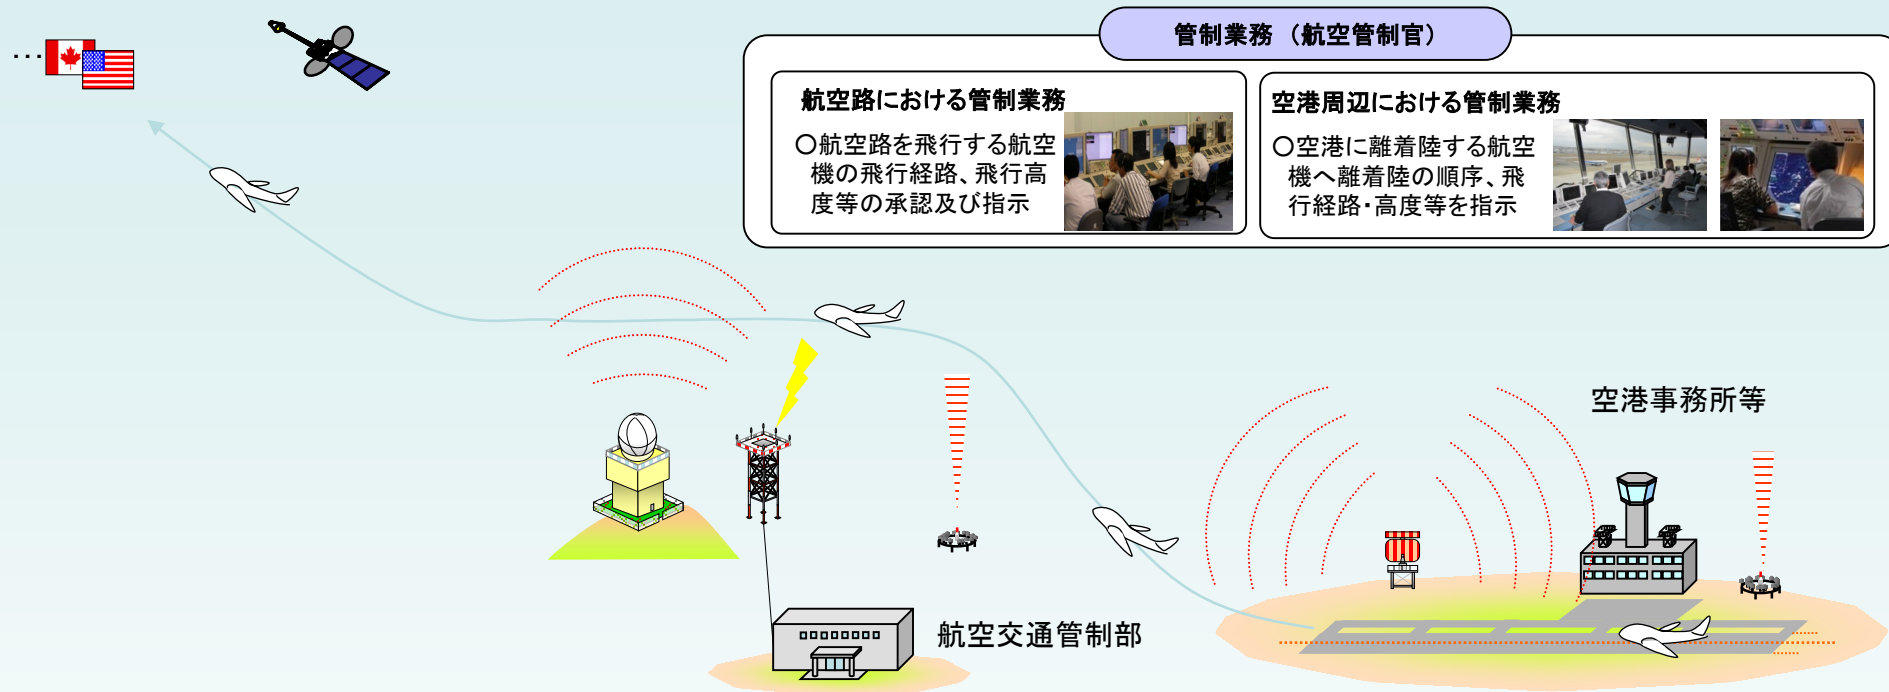 管制業務（航空管制官）
航空路における管制業務
○航空路を飛行する航空
機の飛行経路、飛行高
度等の承認及び指示
空港周辺における管制業務
○空港に離着陸する航空
機へ離着陸の順序、飛
行経路・高度等を指示
…
空港事務所等
航空交通管制部